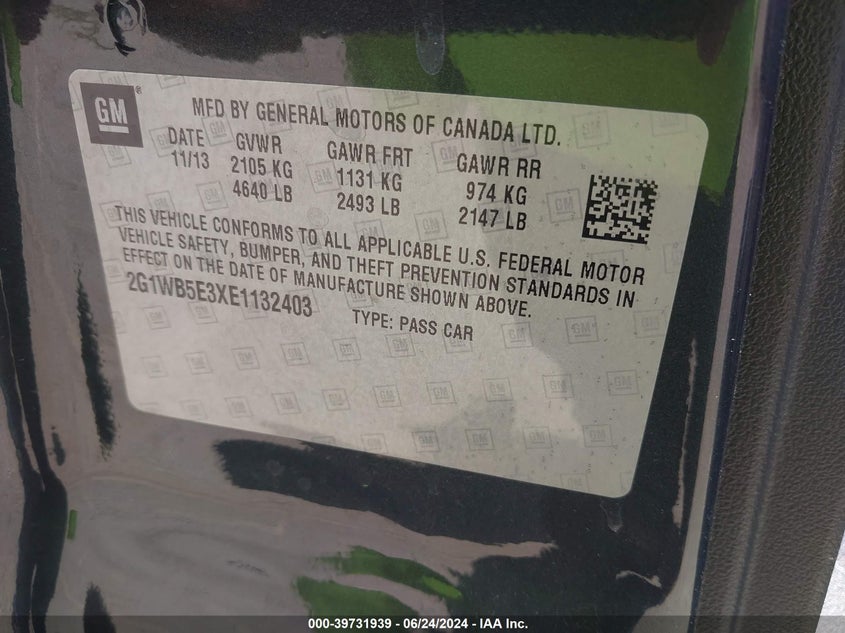 GM ®
MFD BY GENERAL MOTORS OF CANADA LTD.
DATE GVWR GAWR FRT GAWR RR
11/13 2105 KG 1131 KG 974 KG
4640 LB 2493 LB 2147 LB
THIS VEHICLE CONFORMS TO ALL APPLICABLE U.S. FEDERAL MOTOR
VEHICLE SAFETY, BUMPER, AND THEFT PREVENTION STANDARDS IN
EFFECT ON THE DATE OF MANUFACTURE SHOWN ABOVE.
2G1WB5E3XE1132403 TYPE: PASS CAR
000-39731939 - 06/24/2024 - IAA Inc.